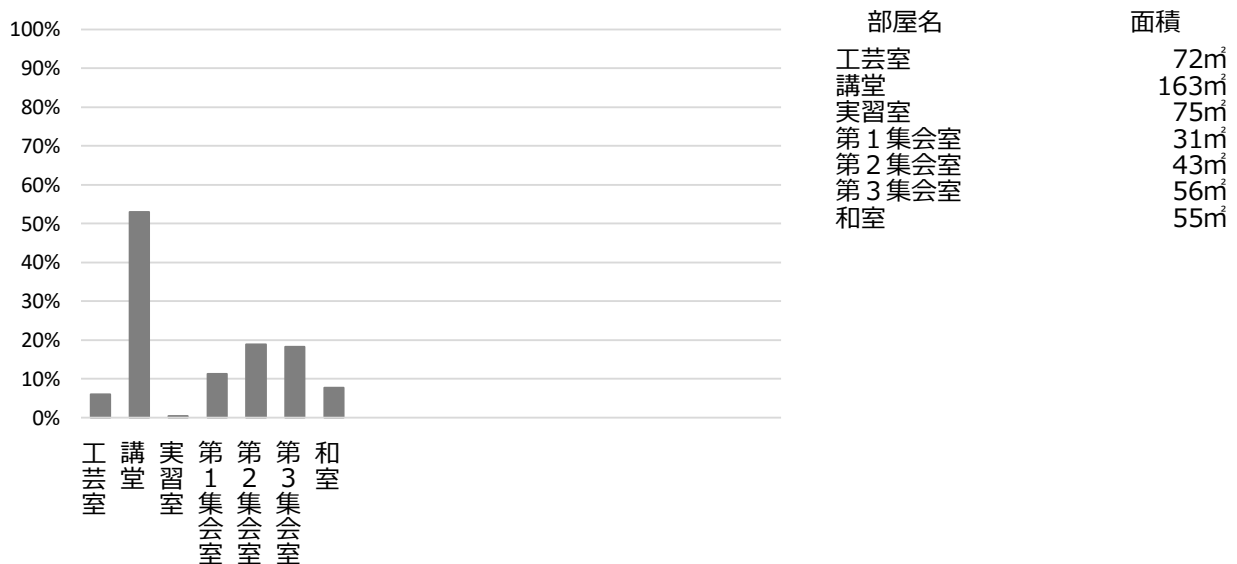 100%
90%
80%
70%
60%
50%
40%
30%
20%
10%
0%
工芸室
講堂
実習室
第1集会室
第2集会室
第3集会室
和室
部屋名 面積
工芸室 72㎡
講堂 163㎡
実習室 75㎡
第1集会室 31㎡
第2集会室 43㎡
第3集会室 56㎡
和室 55㎡